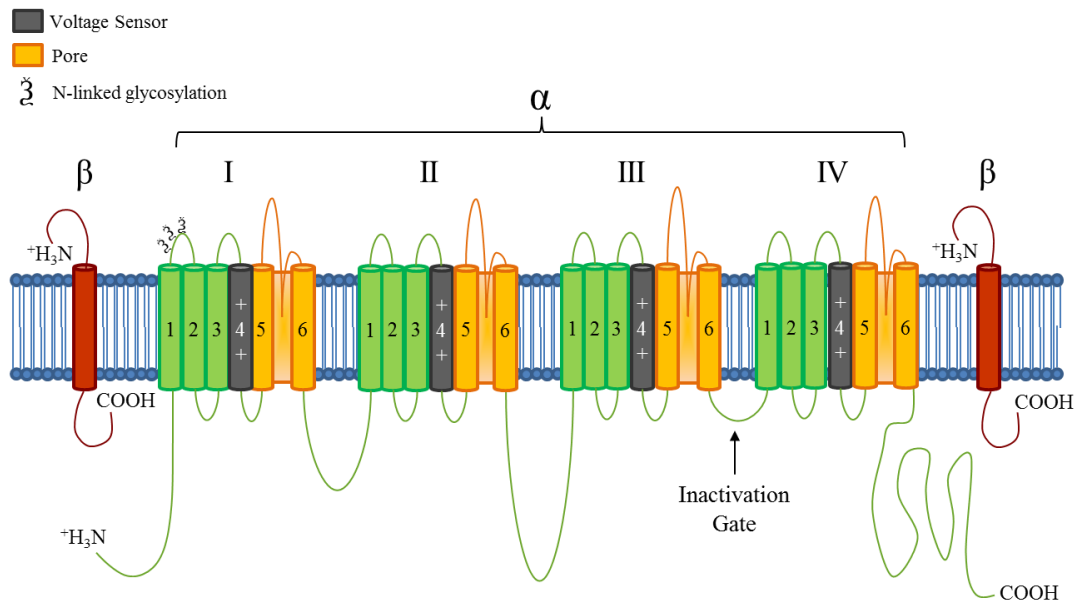 Voltage Sensor
Pore
ѯ N-linked glycosylation
α
β I II III IV β
⁺H₃N ⁺H₃N
ѯѯѯ
1 2 3 +4+ 5 6 1 2 3 +4+ 5 6 1 2 3 +4+ 5 6 1 2 3 +4+ 5 6
COOH COOH
Inactivation
Gate
⁺H₃N
COOH